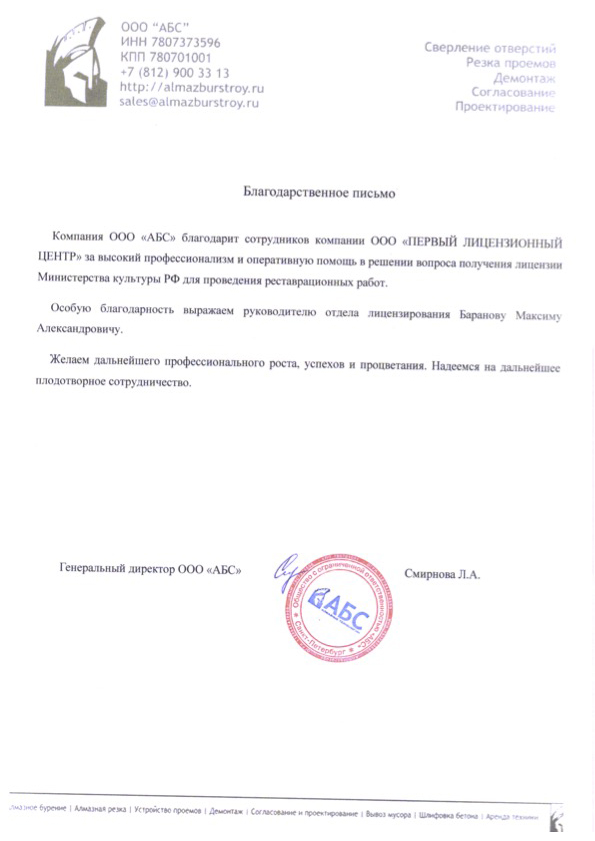 ООО "АБС"
ИНН 7807373596
КПП 780701001
+7 (812) 900 33 13
http://almazburstroy.ru
sales@almazburstroy.ru
Сверление отверстий
Резка проемов
Демонтаж
Согласование
Проектирование
Благодарственное письмо
Компания ООО «АБС» благодарит сотрудников компании ООО «ПЕРВЫЙ ЛИЦЕНЗИОННЫЙ
ЦЕНТР» за высокий профессионализм и оперативную помощь в решении вопроса получения лицензии
Министерства культуры РФ для проведения реставрационных работ.
Особую благодарность выражаем руководителю отдела лицензирования Баранову Максиму
Александровичу.
Желаем дальнейшего профессионального роста, успехов и процветания. Надеемся на дальнейшее
плодотворное сотрудничество.
Генеральный директор ООО «АБС»
Смирнова Л.А.
Общество с ограниченной ответственностью «АБС»
АБС
Санкт-Петербург
бурение | Алмазная резка | Устройство проемов | Демонтаж | Согласование и проектирование | Вывоз мусора | Шлифовка бетона | Аренда техники